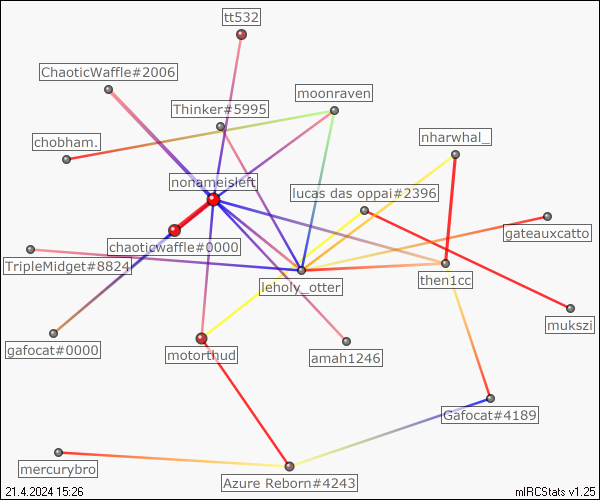 tt532
ChaoticWaffle#2006
moonraven
Thinker#5995
chobham.
nharwhal_
nonameisleft
lucas das oppai#2396
gateauxcatto
chaoticwaffle#0000
TripleMidget#8824
then1cc
leholy_otter
mukszi
gafocat#0000
motorthud
amah1246
Gafocat#4189
mercurybro
Azure Reborn#4243
21.4.2024 15:26
mIRCStats v1.25